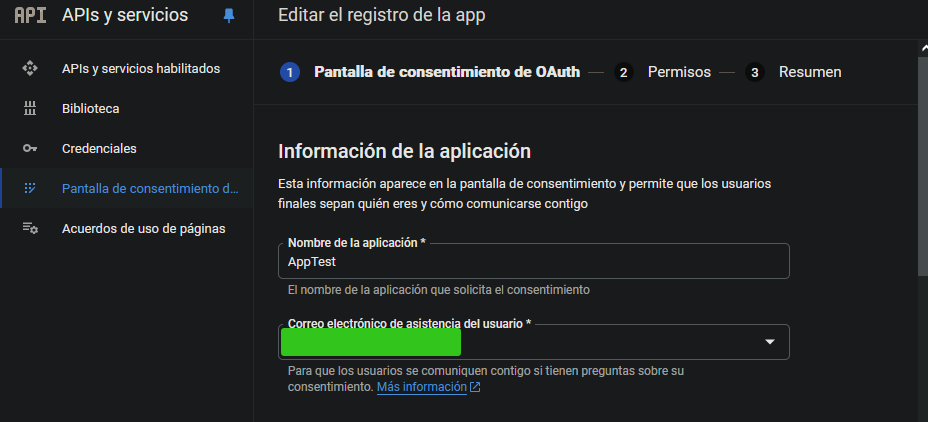 API APIs y servicios
Editar el registro de la app
APIs y servicios habilitados
Biblioteca
Credenciales
Pantalla de consentimiento d...
Acuerdos de uso de páginas
1 Pantalla de consentimiento de OAuth — 2 Permisos — 3 Resumen
Información de la aplicación
Esta información aparece en la pantalla de consentimiento y permite que los usuarios
finales sepan quién eres y cómo comunicarse contigo
Nombre de la aplicación *
AppTest
El nombre de la aplicación que solicita el consentimiento
Correo electrónico de asistencia del usuario *
Para que los usuarios se comuniquen contigo si tienen preguntas sobre su
consentimiento. Más información